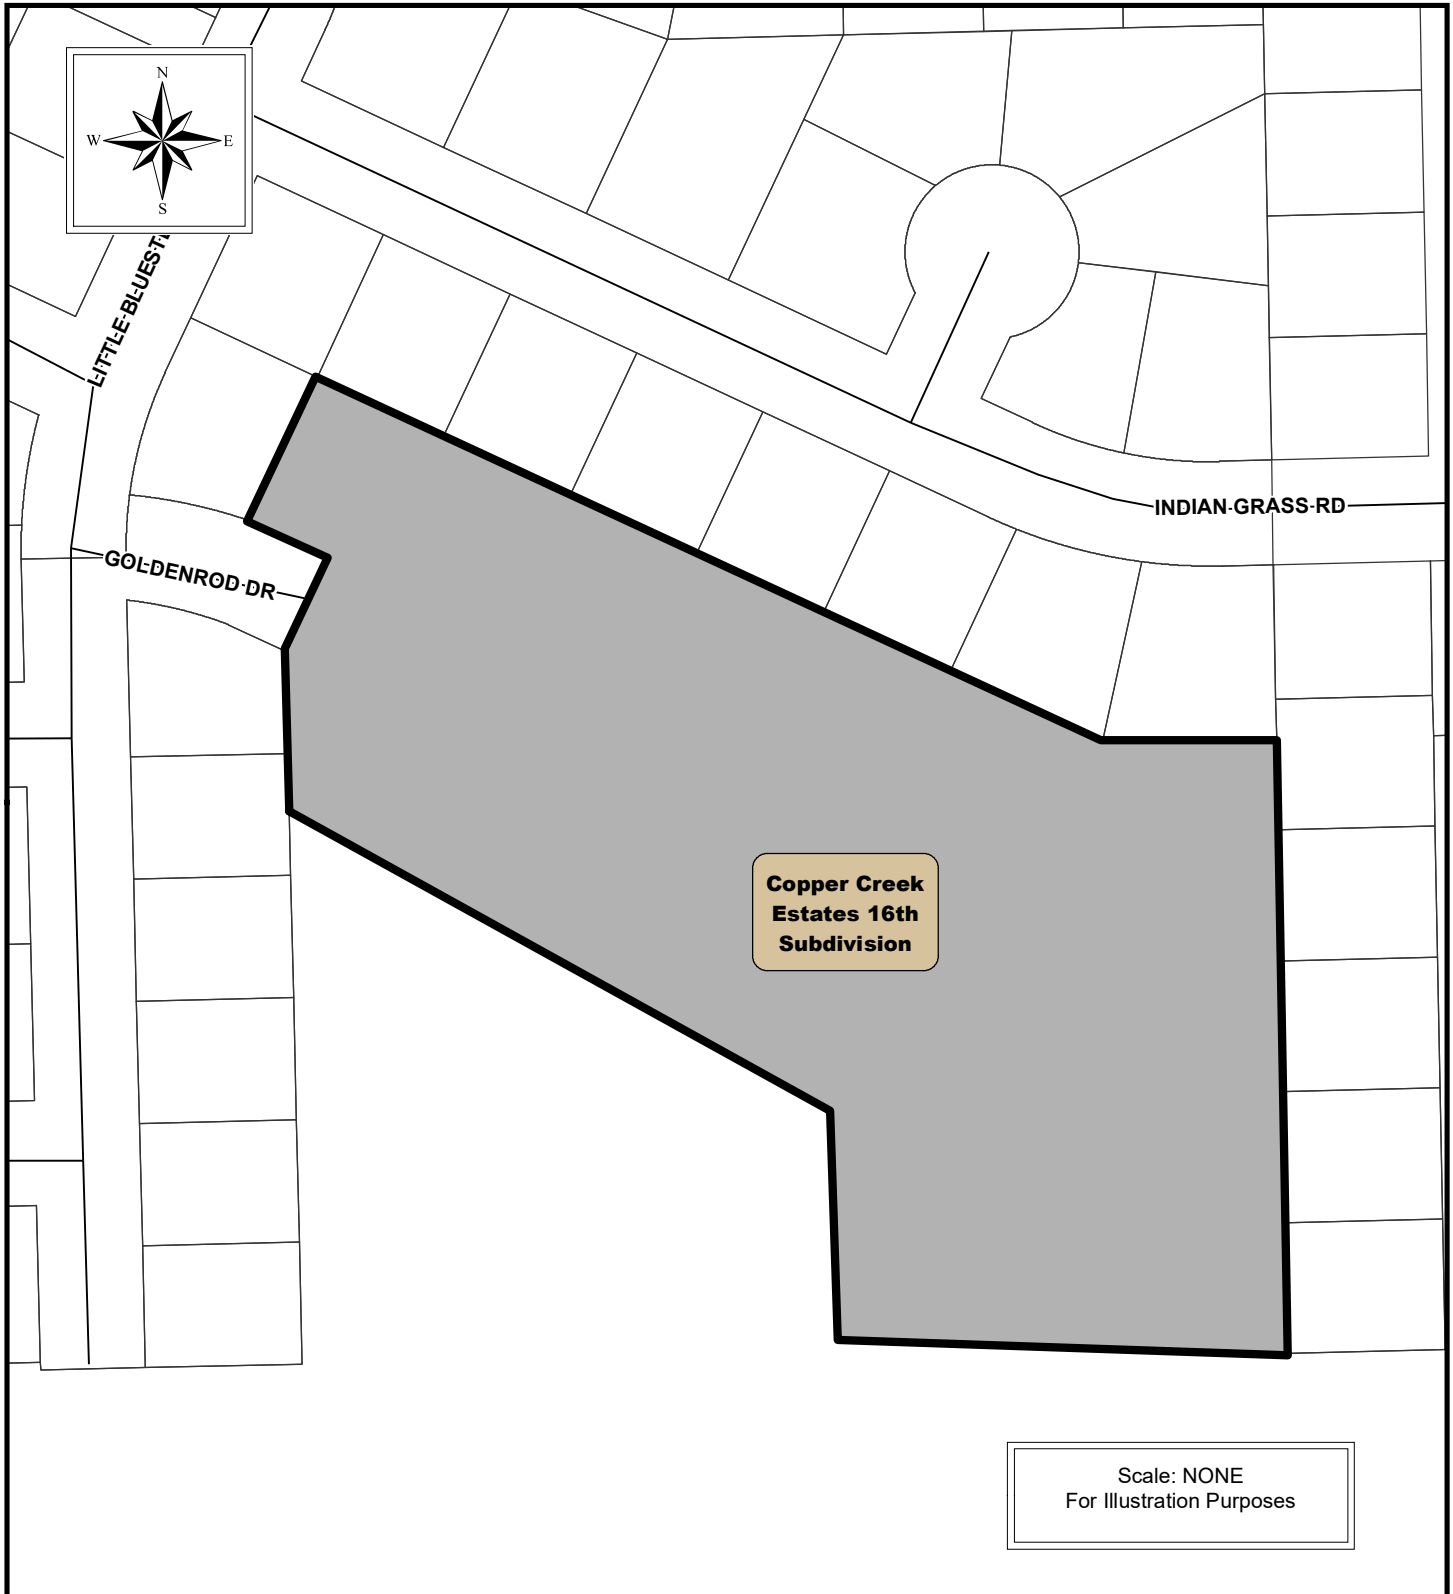 N
W E
S
LITTLE BLUEST
INDIAN GRASS RD
GOLDENROD DR
Copper Creek
Estates 16th
Subdivision
Scale: NONE
For Illustration Purposes